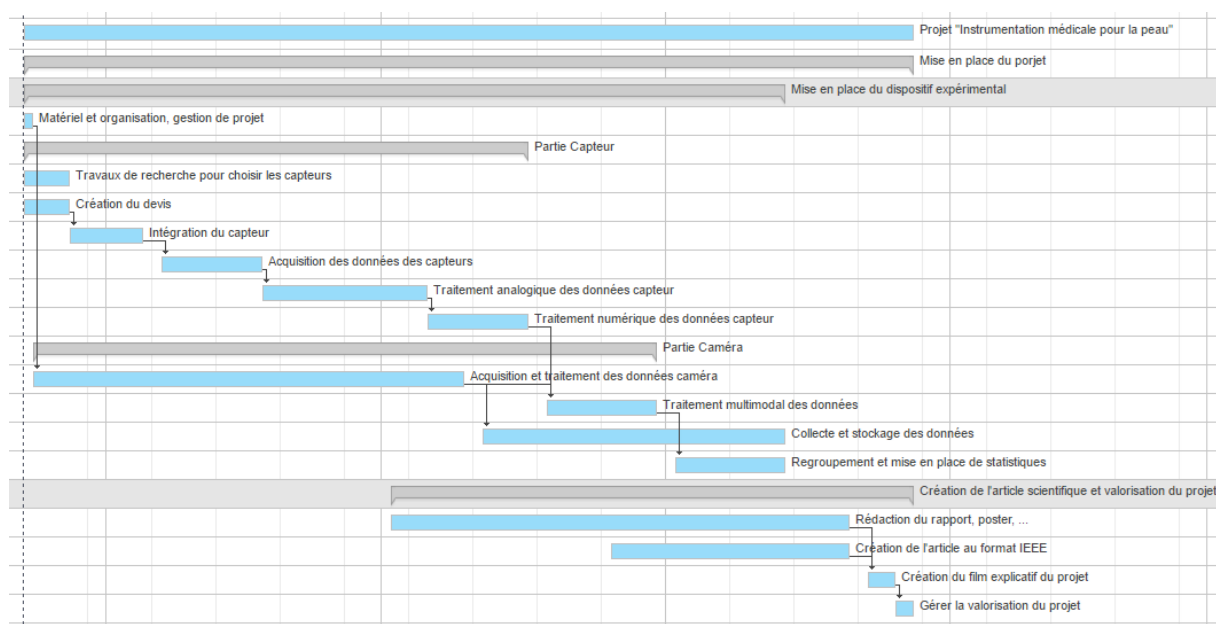 Projet "Instrumentation médicale pour la peau"
Mise en place du porjet
Mise en place du dispositif expérimental
Matériel et organisation, gestion de projet
Partie Capteur
Travaux de recherche pour choisir les capteurs
Création du devis
Intégration du capteur
Acquisition des données des capteurs
Traitement analogique des données capteur
Traitement numérique des données capteur
Partie Caméra
Acquisition et traitement des données caméra
Traitement multimodal des données
Collecte et stockage des données
Regroupement et mise en place de statistiques
Création de l'article scientifique et valorisation du projet
Rédaction du rapport, poster, ...
Création de l'article au format IEEE
Création du film explicatif du projet
Gérer la valorisation du projet